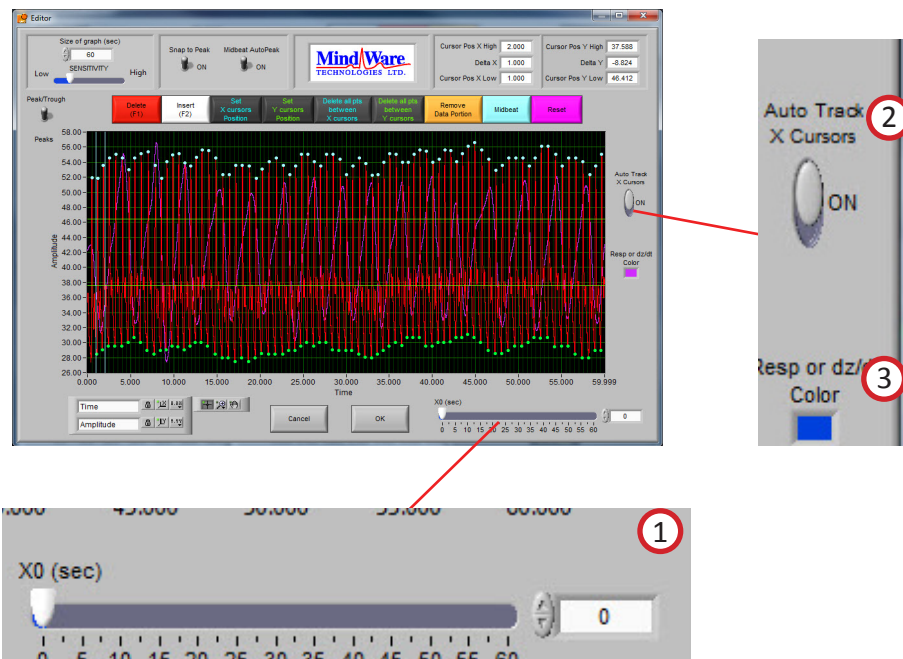 Editor
Size of graph (sec)
60
SENSITIVITY
Low
High
Snap to Peak
ON
Midbeat AutoPeak
ON
MindWare
TECHNOLOGIES LTD.
Cursor Pos X High 2.000
Delta X 1.000
Cursor Pos X Low 1.000
Cursor Pos Y High 37.588
Delta Y -8.824
Cursor Pos Y Low 46.412
Peak/Trough
Delete
(F1)
Insert
(F2)
Set
X cursors
Position
Set
Y cursors
Position
Delete all pts
between
X cursors
Delete all pts
between
Y cursors
Remove
Data Portion
Midbeat
Reset
Peaks
58.00
56.00
54.00
52.00
50.00
48.00
46.00
44.00
42.00
40.00
38.00
36.00
34.00
32.00
30.00
28.00
26.00
Amplitude
0.000 5.000 10.000 15.000 20.000 25.000 30.000 35.000 40.000 45.000 50.000 55.000 59.999
Time
Auto Track
X Cursors
ON
Resp or dz/dt
Color
Time
Amplitude
Cancel
OK
X0 (sec)
0 5 10 15 20 25 30 35 40 45 50 55 60
0
Auto Track
X Cursors
2
ON
Resp or dz/d
3
Color
45.000 50.000 55.000 60.000
1
X0 (sec)
0
0 5 10 15 20 25 30 35 40 45 50 55 60